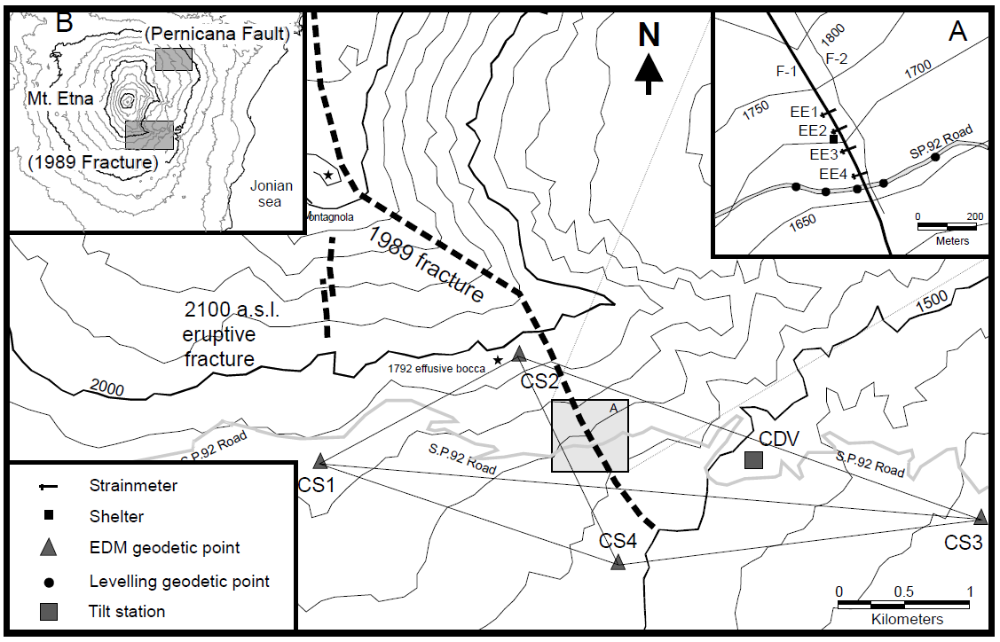 B
(Pernicana Fault)
Mt. Etna
(1989 Fracture)
Jonian
sea
N
A
1800
F-1
F-2
1700
1750
EE1
EE2
EE3
EE4
SP.92 Road
1650
0 200
Meters
Montagnola
1989 fracture
2100 a.s.l.
eruptive
fracture
1792 effusive bocca
2000
CS2
A
1500
CDV
S.P.92 Road
S.P.92 Road
S.P.92 Road
CS1
CS4
CS3
Strainmeter
Shelter
EDM geodetic point
Levelling geodetic point
Tilt station
0 0.5 1
Kilometers